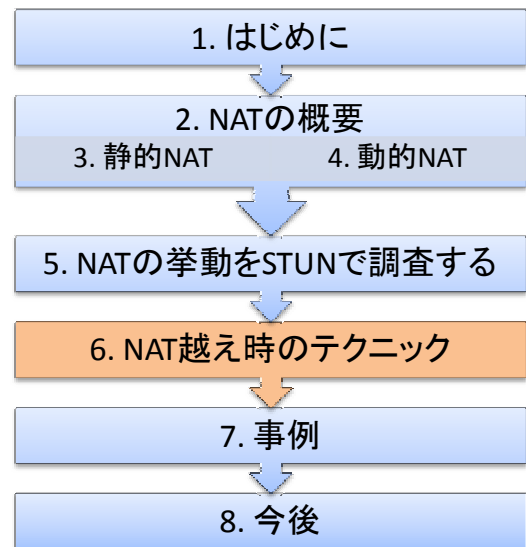 1. はじめに
2. NATの概要
3. 静的NAT 4. 動的NAT
5. NATの挙動をSTUNで調査する
6. NAT越え時のテクニック
7. 事例
8. 今後